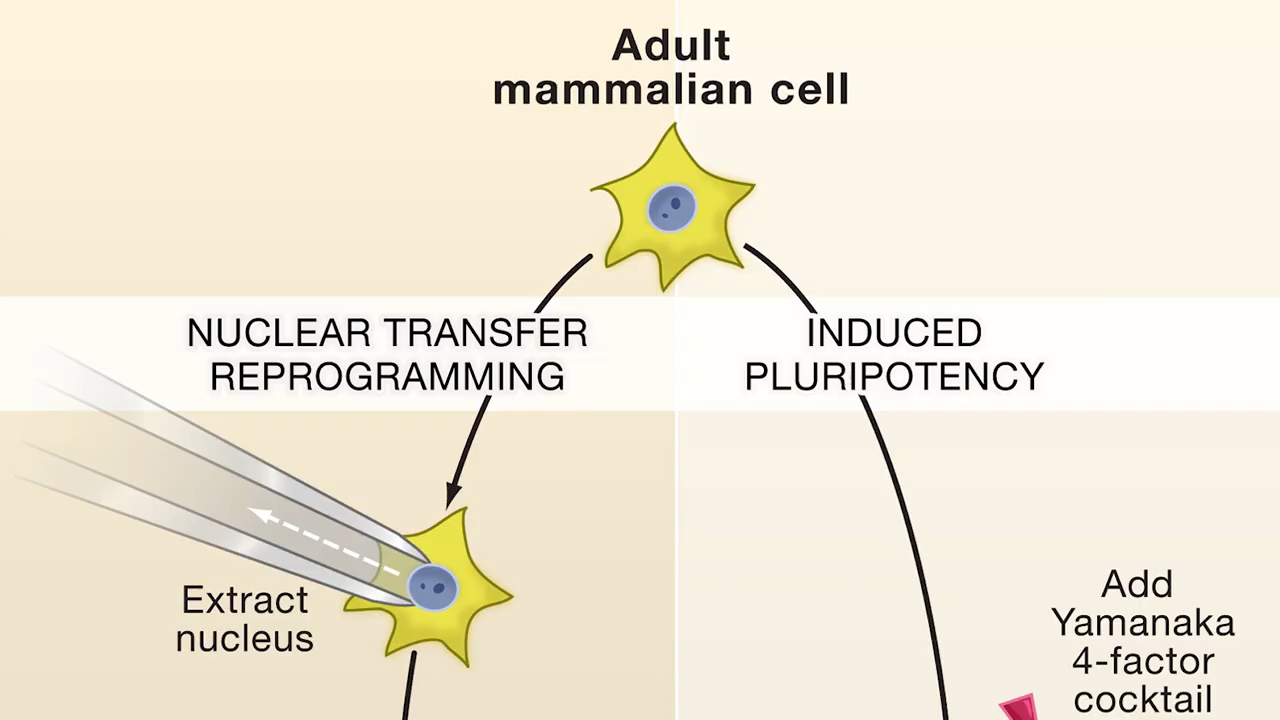 Adult
mammalian cell
NUCLEAR TRANSFER
REPROGRAMMING
INDUCED
PLURIPOTENCY
Extract
nucleus
Add
Yamanaka
4-factor
cocktail